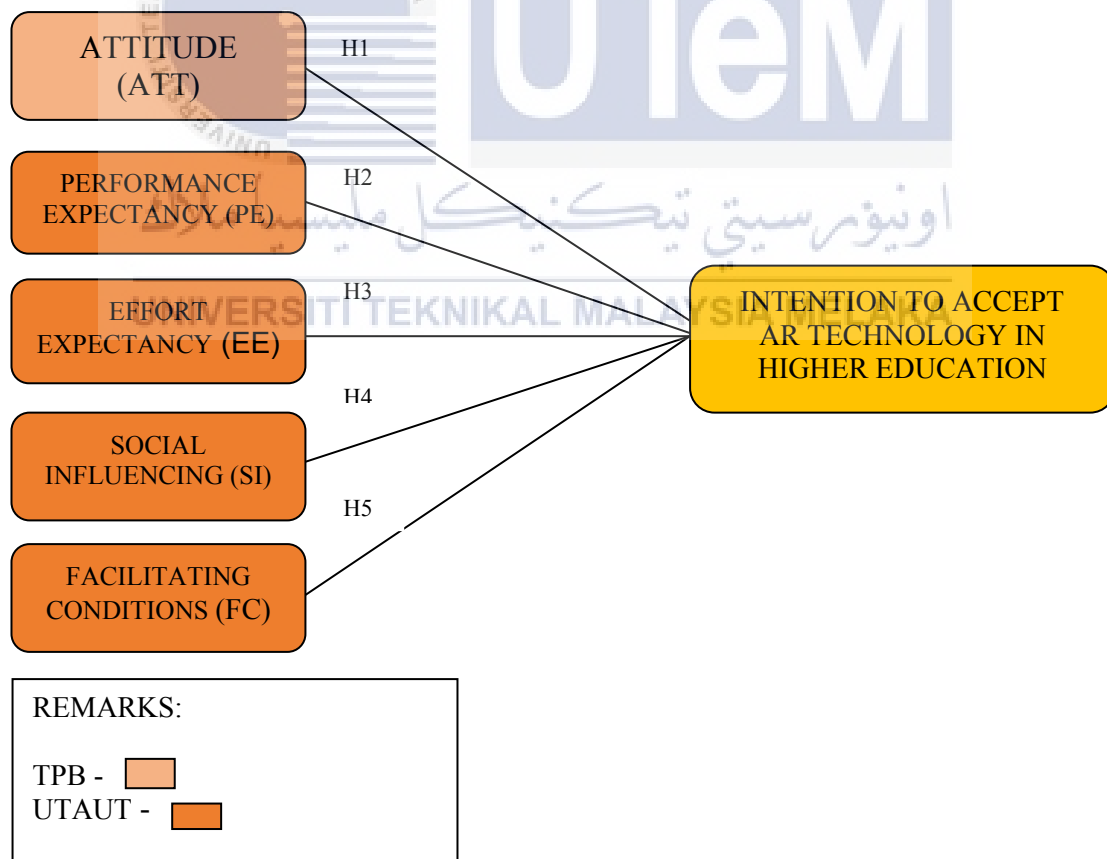 ATTITUDE
(ATT)
H1
UTeM
UNIVERSITI TEKNIKAL MALAYSIA MELAKA
اونيۏرسيتي تيكنيكل مليسيا ملاك
PERFORMANCE
EXPECTANCY (PE)
H2
EFFORT
EXPECTANCY (EE)
H3
SOCIAL
INFLUENCING (SI)
H4
FACILITATING
CONDITIONS (FC)
H5
INTENTION TO ACCEPT
AR TECHNOLOGY IN
HIGHER EDUCATION
REMARKS:
TPB -
UTAUT -